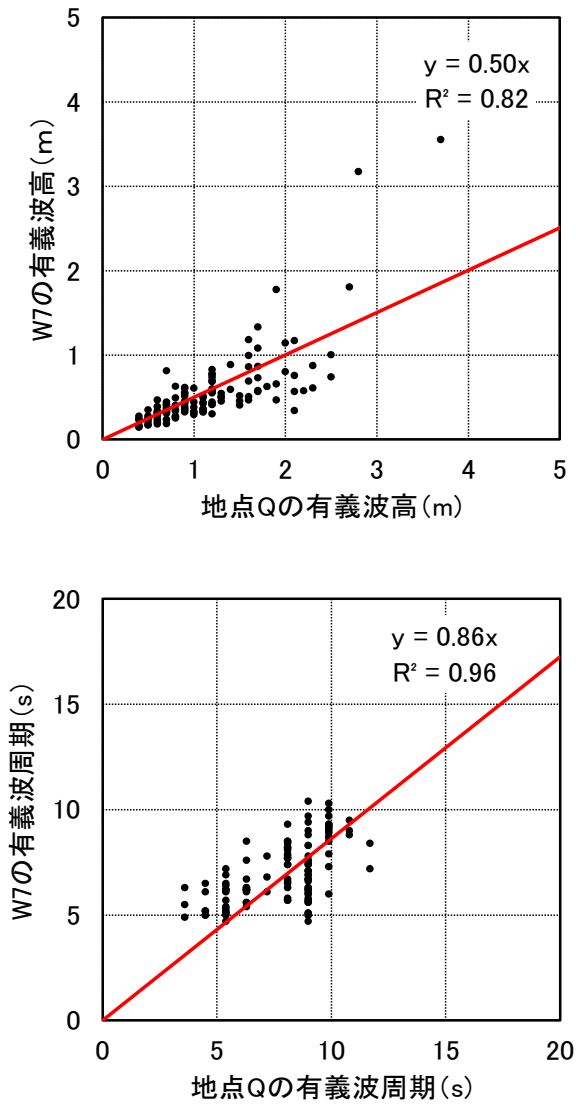 5
4
3
2
1
0
W7の有義波高(m)
y = 0.50x
R² = 0.82
0 1 2 3 4 5
地点Qの有義波高(m)
20
15
10
5
0
W7の有義波周期(s)
y = 0.86x
R² = 0.96
0 5 10 15 20
地点Qの有義波周期(s)